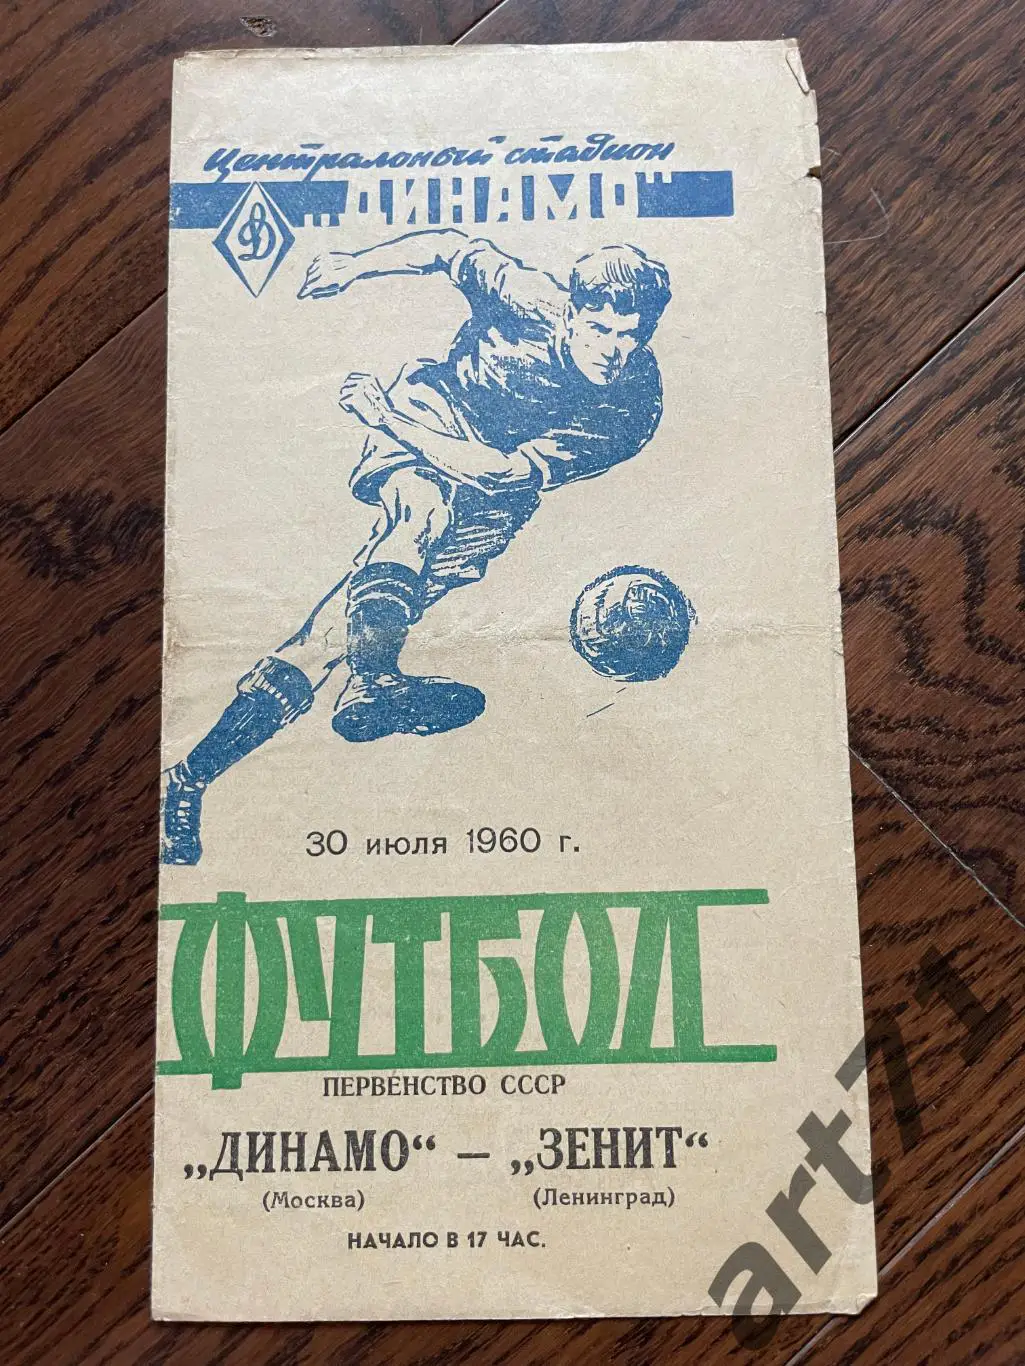 Центральный стадион
„ДИНАМО"
Д
30 июля 1960 г.
ФУТБОЛ
ПЕРВЕНСТВО СССР
„ДИНАМО“ — „ЗЕНИТ“
(Москва) (Ленинград)
НАЧАЛО В 17 ЧАС.
art71